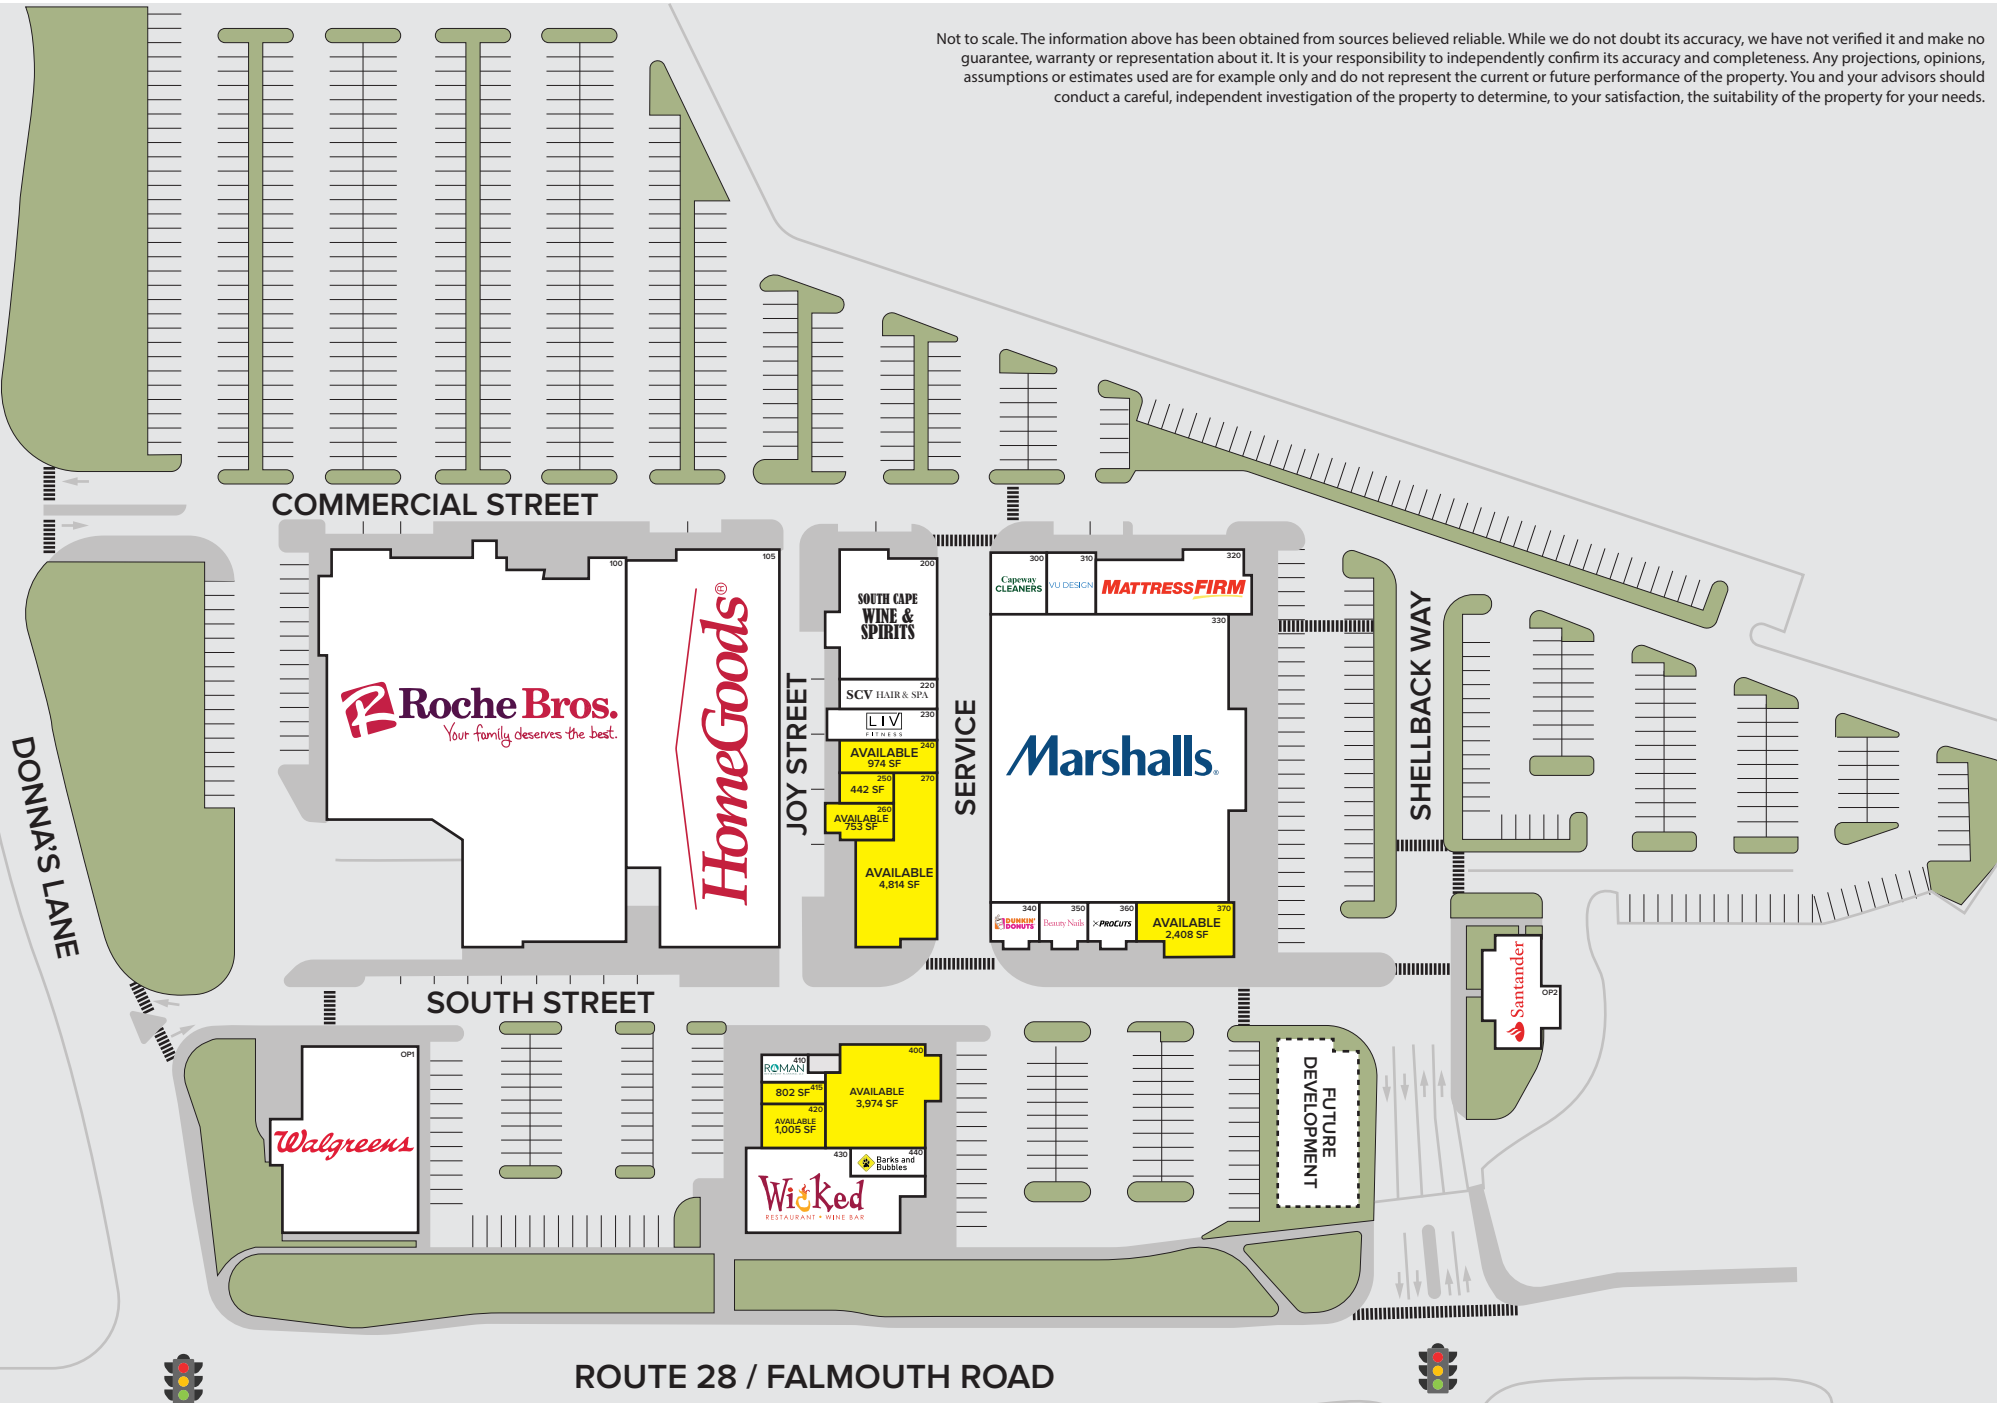 Not to scale. The information above has been obtained from sources believed reliable. While we do not doubt its accuracy, we have not verified it and make no
guarantee, warranty or representation about it. It is your responsibility to independently confirm its accuracy and completeness. Any projections, opinions,
assumptions or estimates used are for example only and do not represent the current or future performance of the property. You and your advisors should
conduct a careful, independent investigation of the property to determine, to your satisfaction, the suitability of the property for your needs.
COMMERCIAL STREET
100
Roche Bros.
Your family deserves the best.
105
HomeGoods®
JOY STREET
200
SOUTH CAPE
WINE &
SPIRITS
220
SCV HAIR & SPA
230
LIV
FITNESS
240
AVAILABLE
974 SF
250
442 SF
260
AVAILABLE
753 SF
270
AVAILABLE
4,814 SF
SERVICE
300
Capeway
CLEANERS
310
VU DESIGN
320
MATTRESSFIRM
330
Marshalls.
340
DUNKIN'
DONUTS
350
Beauty Nails
360
PROCUTS
370
AVAILABLE
2,408 SF
SHELLBACK WAY
DONNA'S LANE
SOUTH STREET
OP1
Walgreens
410
ROMAN
415
802 SF
420
AVAILABLE
1,005 SF
400
AVAILABLE
3,974 SF
430
Wicked
RESTAURANT • WINE BAR
440
Barks and
Bubbles
FUTURE
DEVELOPMENT
Santander
OP2
ROUTE 28 / FALMOUTH ROAD